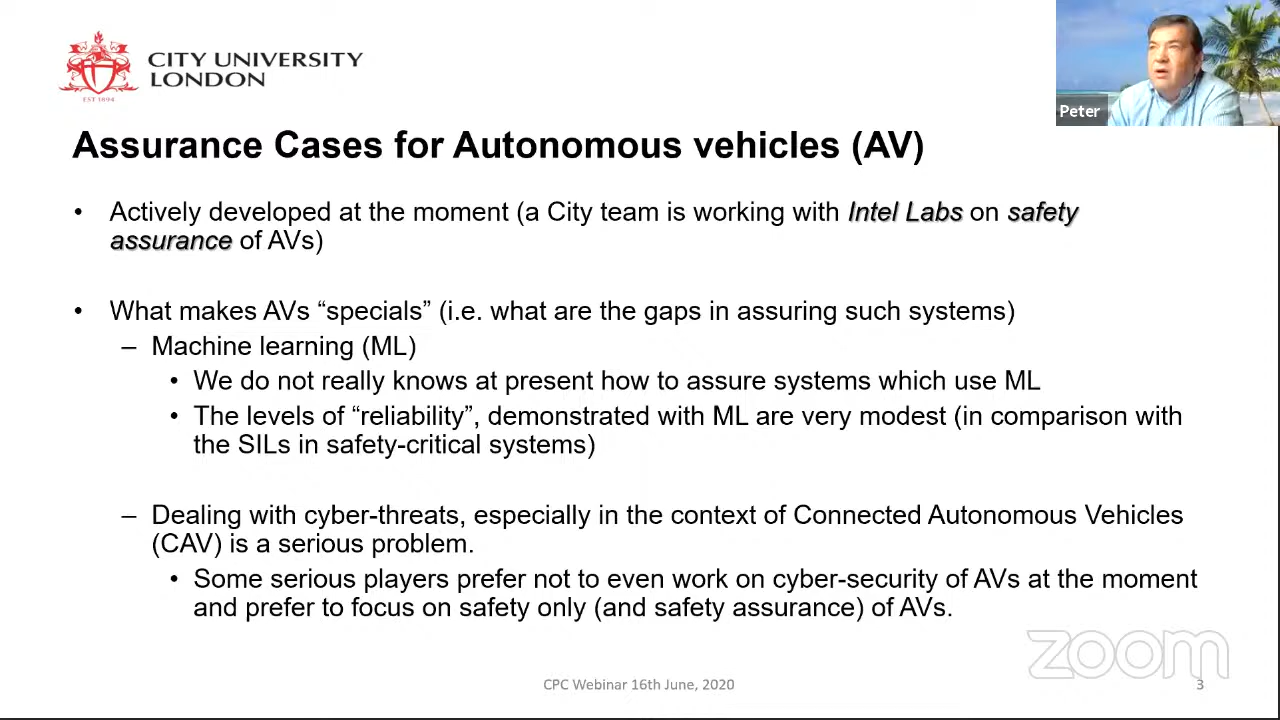 CITY UNIVERSITY
LONDON
EST 1894
Peter
Assurance Cases for Autonomous vehicles (AV)
• Actively developed at the moment (a City team is working with Intel Labs on safety
assurance of AVs)
• What makes AVs “specials” (i.e. what are the gaps in assuring such systems)
– Machine learning (ML)
• We do not really knows at present how to assure systems which use ML
• The levels of “reliability”, demonstrated with ML are very modest (in comparison with
the SILs in safety-critical systems)
– Dealing with cyber-threats, especially in the context of Connected Autonomous Vehicles
(CAV) is a serious problem.
• Some serious players prefer not to even work on cyber-security of AVs at the moment
and prefer to focus on safety only (and safety assurance) of AVs.
zoom
CPC Webinar 16th June, 2020
3